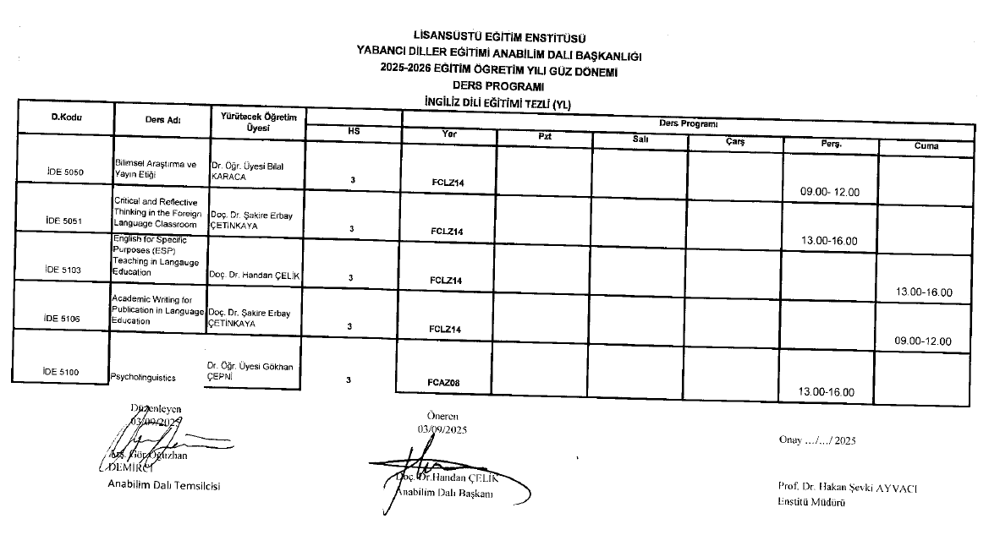 LİSANSÜSTÜ EĞİTİM ENSTİTÜSÜ
YABANCI DİLLER EĞİTİMİ ANABİLİM DALI BAŞKANLIĞI
2025-2026 EĞİTİM ÖĞRETİM YILI GÜZ DÖNEMİ
DERS PROGRAMI
İNGİLİZ DİLİ EĞİTİMİ TEZLİ (YL)
D.Kodu
Ders Adı
Yürütecek Öğretim
Üyesi
HS
Ders Programı
Yer
Pzt
Salı
Çarş
Perş.
Cuma
İDE 5050
Bilimsel Araştırma ve
Yayın Etiği
Dr. Öğr. Üyesi Bilal
KARACA
3
FCLZ14
09.00- 12.00
İDE 5051
Critical and Reflective
Thinking in the Foreign
Language Classroom
Doç. Dr. Şakire Erbay
ÇETİNKAYA
3
FCLZ14
13.00-16.00
İDE 5103
English for Specific
Purposes (ESP)
Teaching in Langauge
Education
Doç. Dr. Handan ÇELİK
3
FCLZ14
13.00-16.00
İDE 5106
Academic Writing for
Publication in Language
Education
Doç. Dr. Şakire Erbay
ÇETİNKAYA
3
FCLZ14
09.00-12.00
İDE 5100
Psycholinguistics
Dr. Öğr. Üyesi Gökhan
ÇEPNİ
3
FCAZ08
13.00-16.00
Düzenleyen
03/09/2025
Arş. Gör.Oğuzhan
DEMİRCİ
Anabilim Dalı Temsilcisi
Öneren
03/09/2025
Doç. Dr.Handan ÇELİK
Anabilim Dalı Başkanı
Onay .../.../ 2025
Prof. Dr. Hakan Şevki AYVACI
Enstitü Müdürü